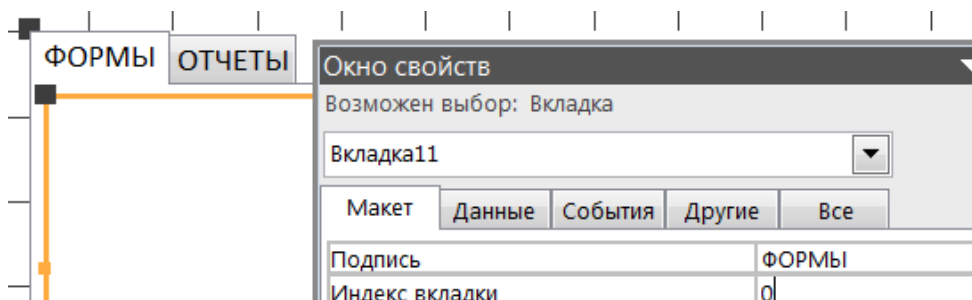 ФОРМЫ ОТЧЕТЫ
Окно свойств
Возможен выбор: Вкладка
Вкладка11
Макет Данные События Другие Все
Подпись ФОРМЫ
Индекс вкладки 0